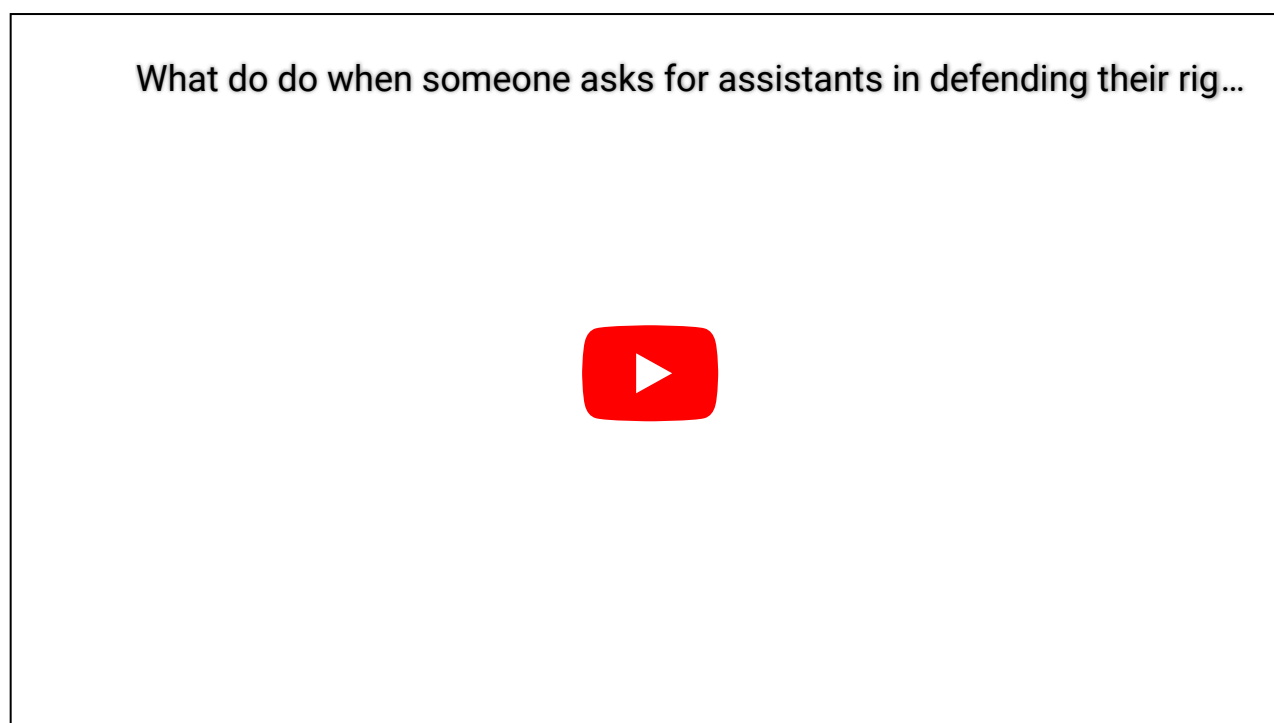 What do do when someone asks for assistants in defending their rig…